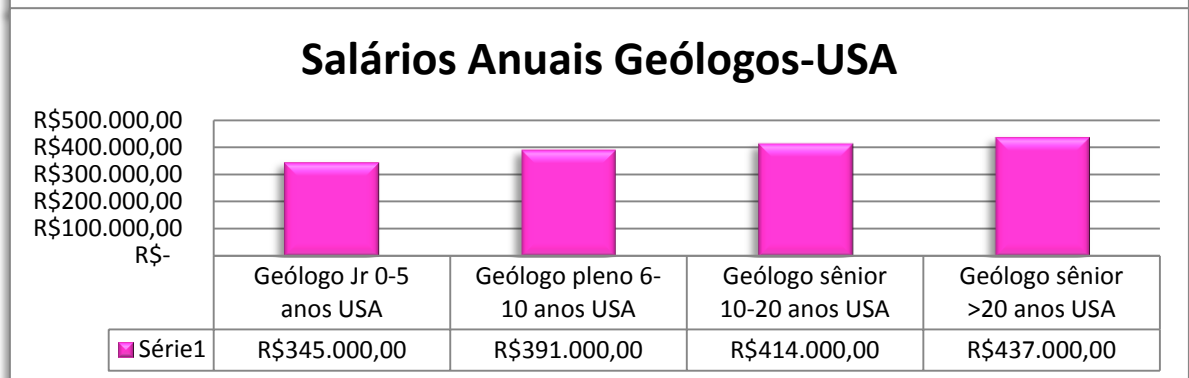 Salários Anuais Geólogos-USA
R$500.000,00
R$400.000,00
R$300.000,00
R$200.000,00
R$100.000,00
R$-
Geólogo Jr 0-5
anos USA
Geólogo pleno 6-
10 anos USA
Geólogo sênior
10-20 anos USA
Geólogo sênior
>20 anos USA
Série1 R$345.000,00 R$391.000,00 R$414.000,00 R$437.000,00